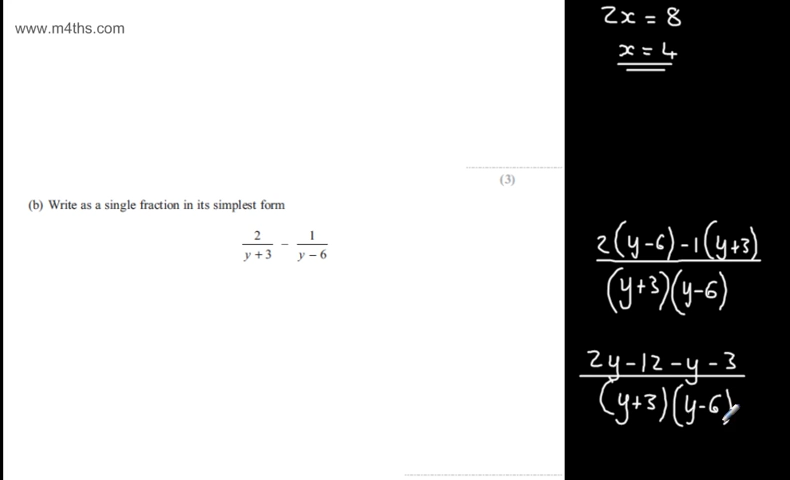 www.m4ths.com
2x = 8
x = 4
(3)
(b) Write as a single fraction in its simplest form
2/(y + 3) − 1/(y − 6)
2(y-6)-1(y+3)
(y+3)(y-6)
2y-12-y-3
(y+3)(y-6)